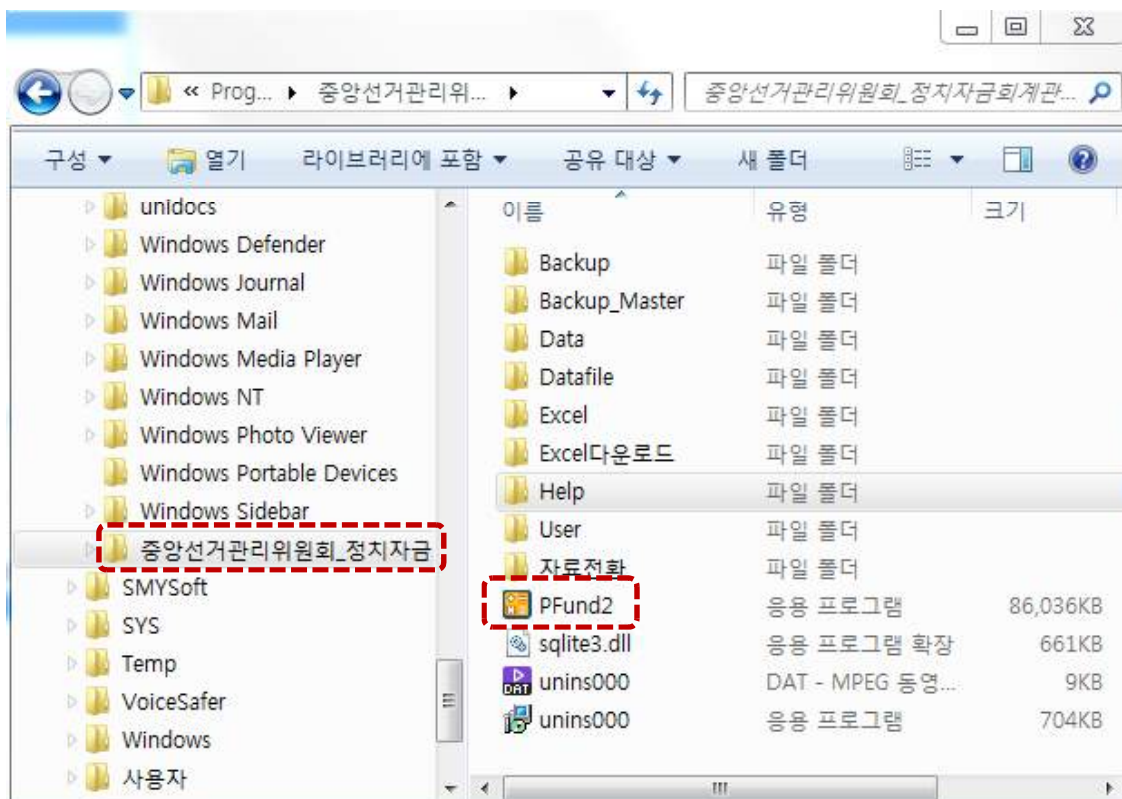 « Prog... ▶ 중앙선거관리위... ▶
중앙선거관리위원회_정치자금회계관...
구성 열기 라이브러리에 포함 공유 대상 새 폴더
unidocs
Windows Defender
Windows Journal
Windows Mail
Windows Media Player
Windows NT
Windows Photo Viewer
Windows Portable Devices
Windows Sidebar
중앙선거관리위원회_정치자금
SMYSoft
SYS
Temp
VoiceSafer
Windows
사용자
이름 유형 크기
Backup 파일 폴더
Backup_Master 파일 폴더
Data 파일 폴더
Datafile 파일 폴더
Excel 파일 폴더
Excel다운로드 파일 폴더
Help 파일 폴더
User 파일 폴더
자료전환 파일 폴더
PFund2 응용 프로그램 86,036KB
sqlite3.dll 응용 프로그램 확장 661KB
unins000 DAT - MPEG 동영... 9KB
unins000 응용 프로그램 704KB